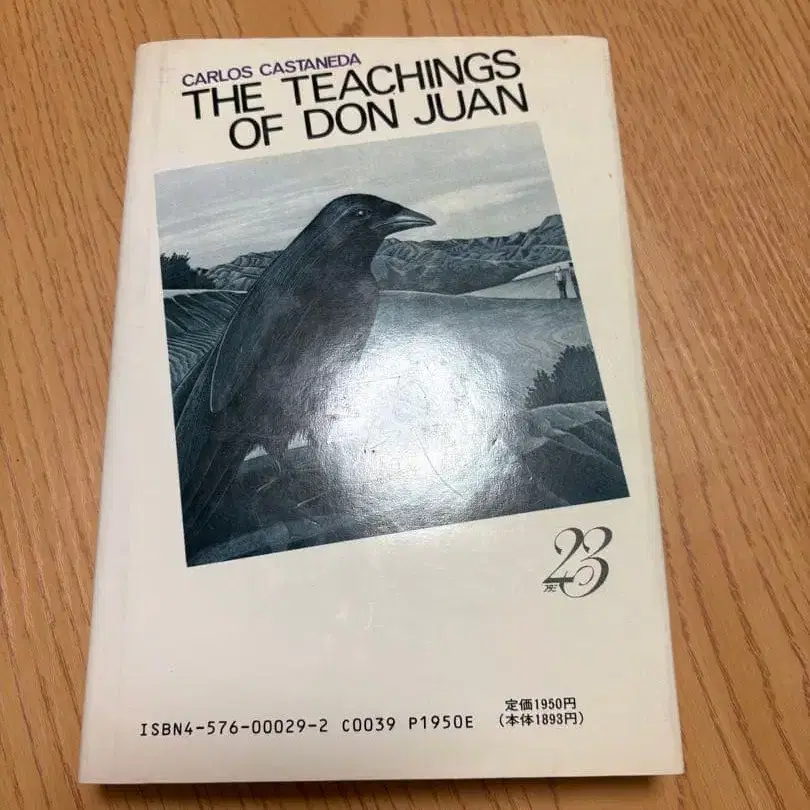 CARLOS CASTANEDA
THE TEACHINGS
OF DON JUAN
23
ISBN4-576-00029-2 C0039 P1950E
定価1950円
(本体1893円)